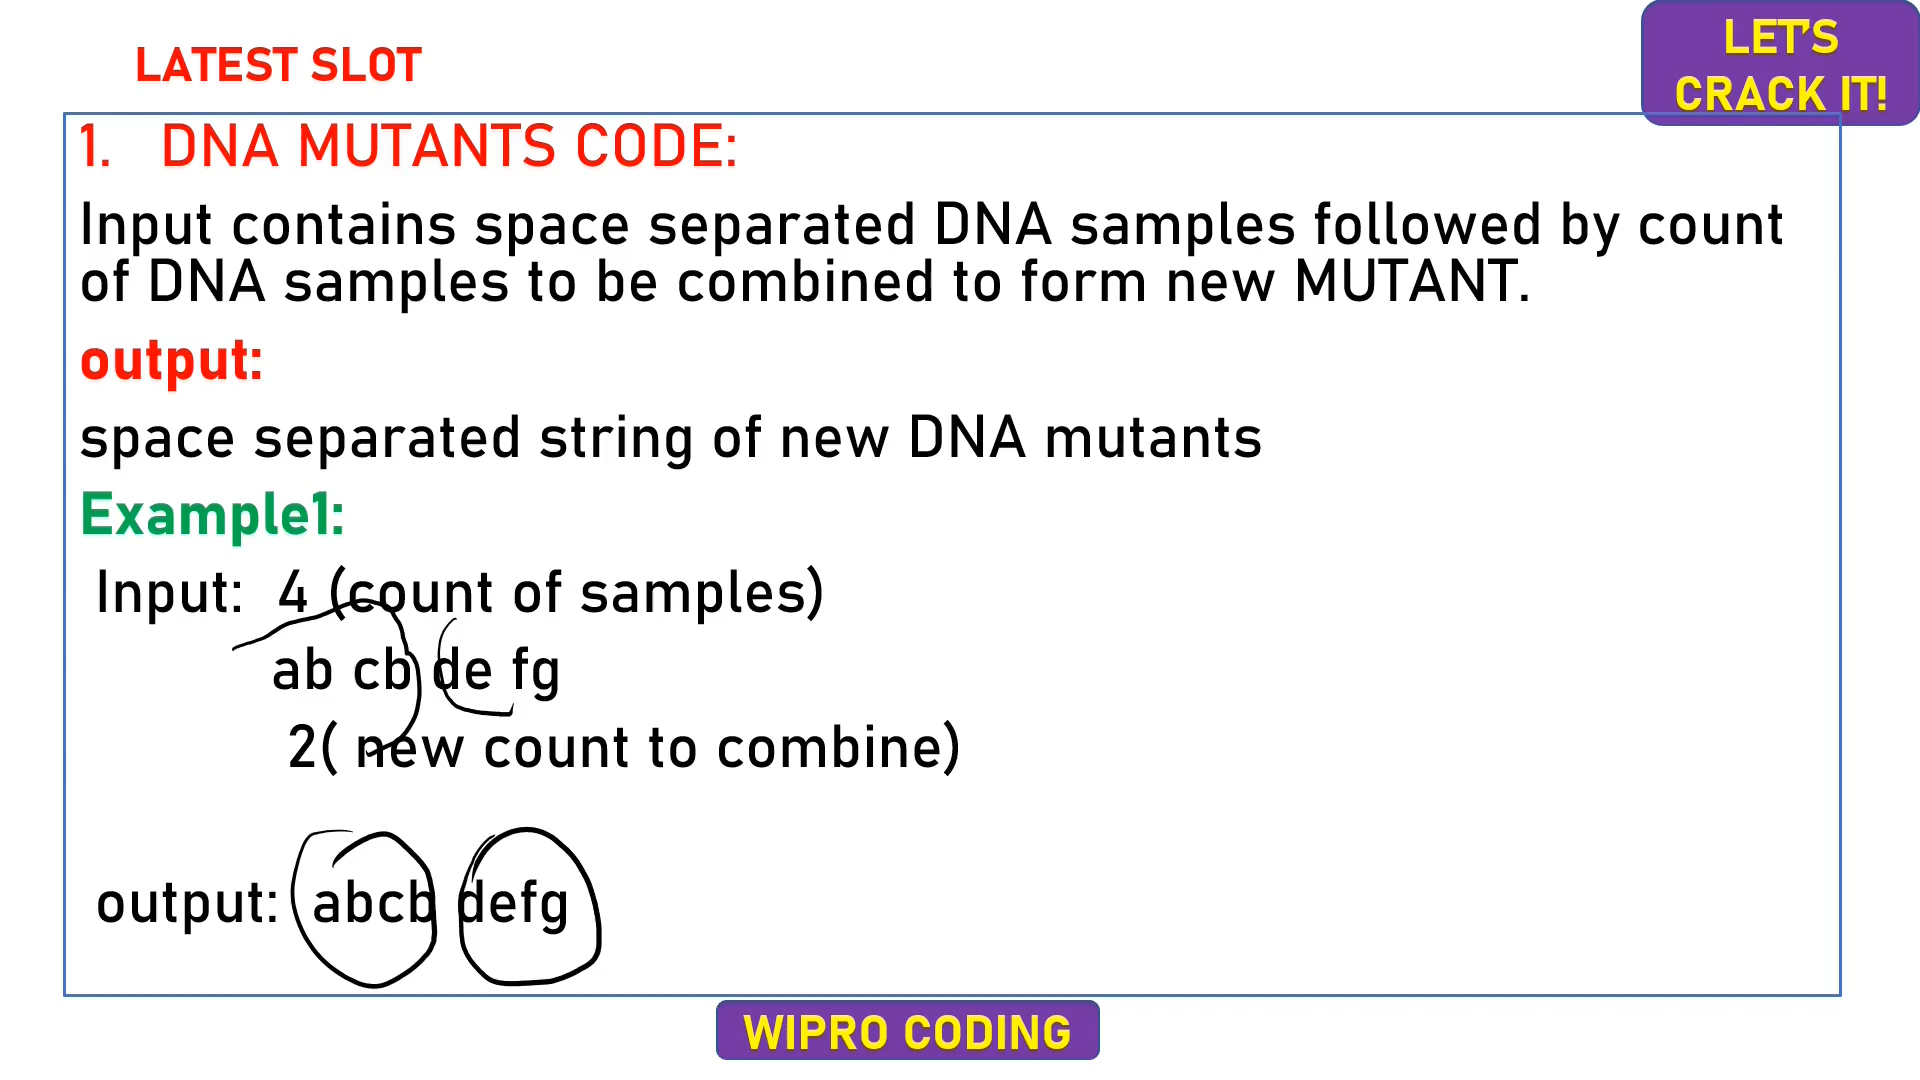 LATEST SLOT
LET’S
CRACK IT!
1. DNA MUTANTS CODE:
Input contains space separated DNA samples followed by count
of DNA samples to be combined to form new MUTANT.
output:
space separated string of new DNA mutants
Example1:
Input: 4 (count of samples)
ab cb de fg
2( new count to combine)
output: abcb defg
WIPRO CODING